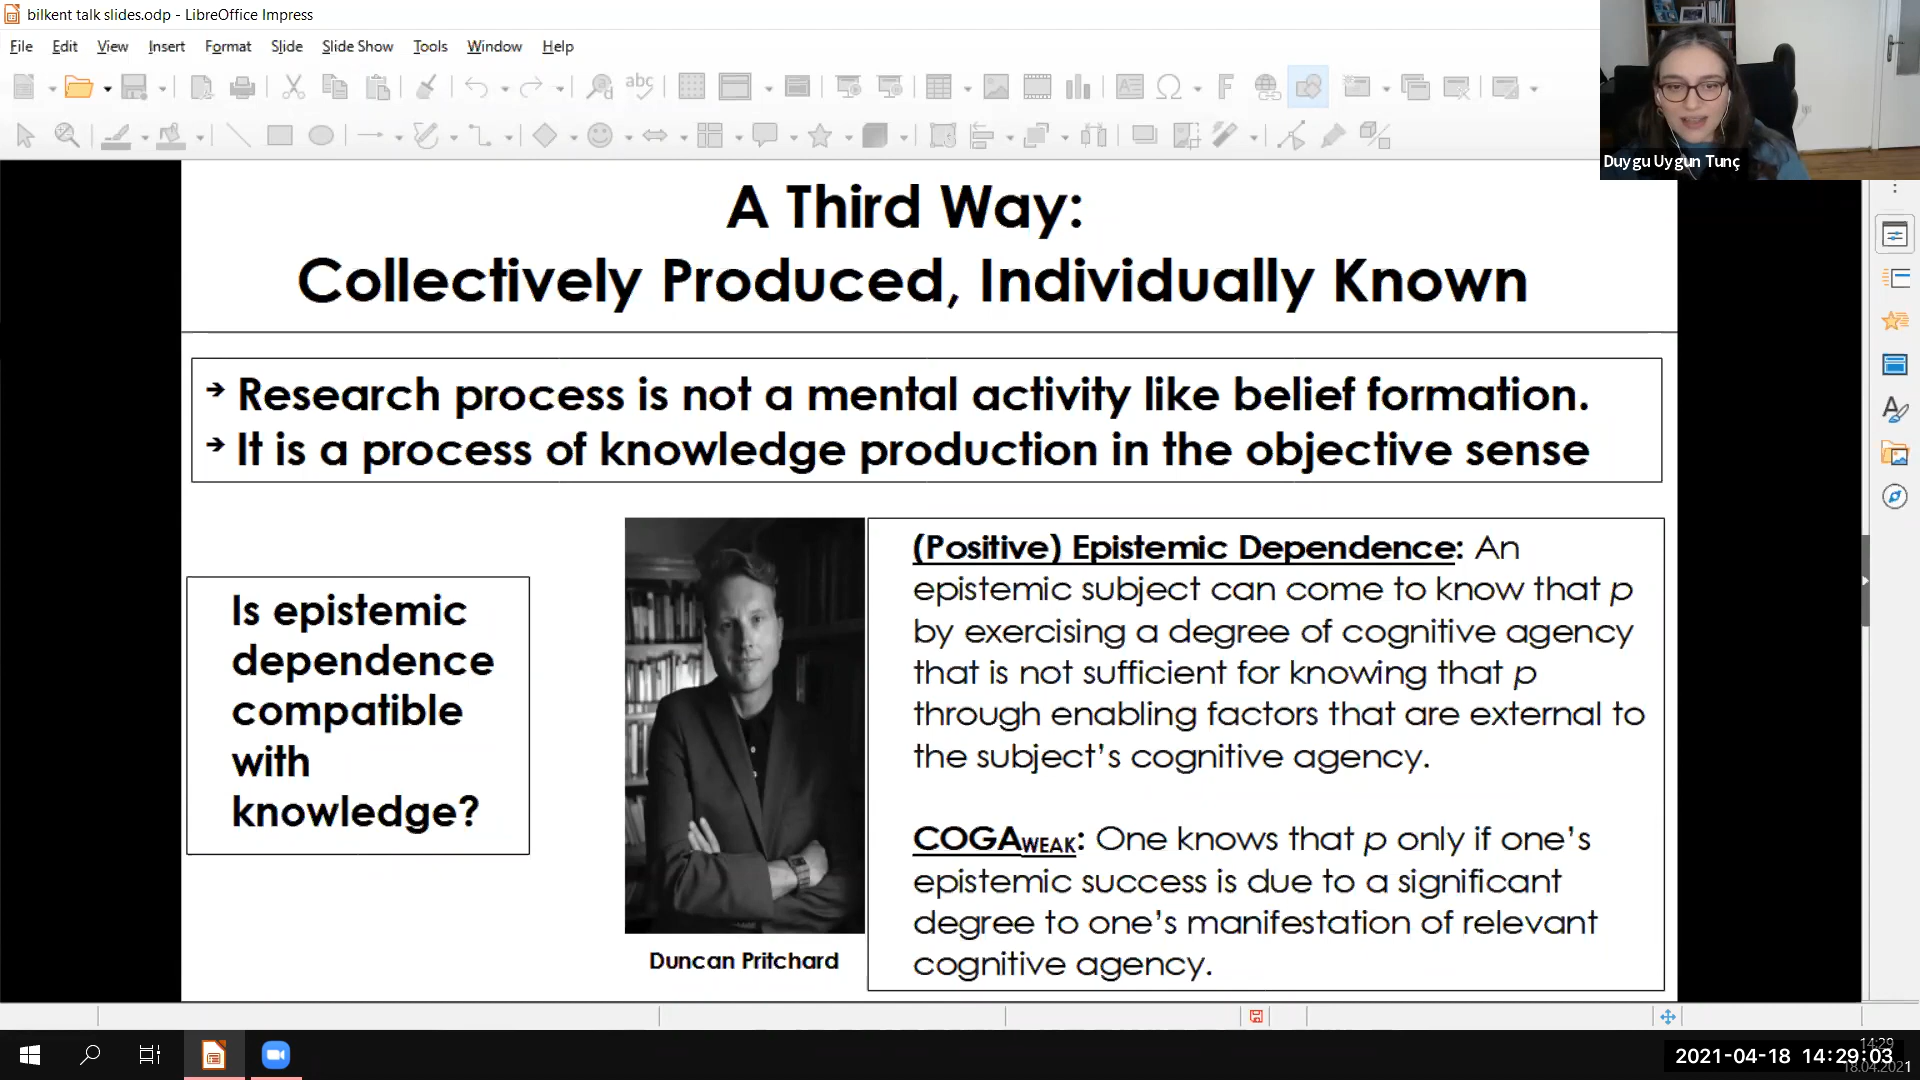 bilkent talk slides.odp - LibreOffice Impress
File Edit View Insert Format Slide Slide Show Tools Window Help
abc
Duygu Uygun Tunç
A Third Way:
Collectively Produced, Individually Known
➔ Research process is not a mental activity like belief formation.
➔ It is a process of knowledge production in the objective sense
Is epistemic
dependence
compatible
with
knowledge?
Duncan Pritchard
(Positive) Epistemic Dependence: An
epistemic subject can come to know that p
by exercising a degree of cognitive agency
that is not sufficient for knowing that p
through enabling factors that are external to
the subject’s cognitive agency.
COGAWEAK: One knows that p only if one’s
epistemic success is due to a significant
degree to one’s manifestation of relevant
cognitive agency.
14:29
2021-04-18 14:29:03
18.04.2021